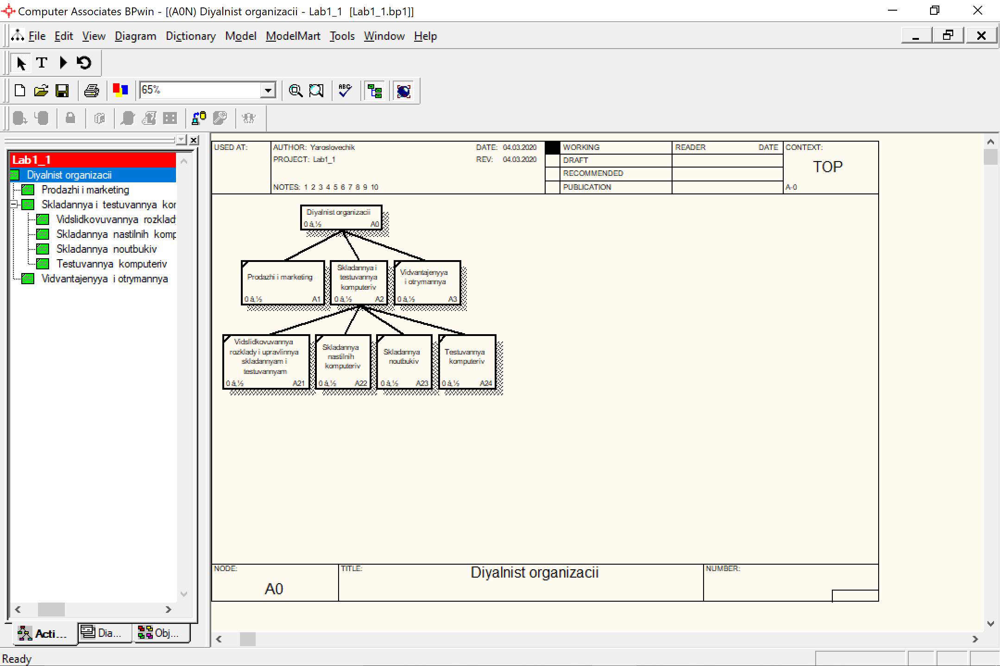 Computer Associates BPwin - [(A0N) Diyalnist organizacii - Lab1_1 [Lab1_1.bp1]]
File Edit View Diagram Dictionary Model ModelMart Tools Window Help
T
65%
ABC
Lab1_1
Diyalnist organizacii
Prodazhi i marketing
Skladannya i testuvannya kor
Vidslidkovuvannya rozklady
Skladannya nastilnih komp
Skladannya noutbukiv
Testuvannya komputeriv
Vidvantajenyya i otrymannya
Acti... Dia... Obj...
USED AT: AUTHOR: Yaroslovechik DATE: 04.03.2020 WORKING READER DATE CONTEXT:
PROJECT: Lab1_1 REV: 04.03.2020 DRAFT
TOP
RECOMMENDED
NOTES: 1 2 3 4 5 6 7 8 9 10 PUBLICATION A-0
Diyalnist organizacii
0 â‚½ A0
Prodazhi i marketing
0 â‚½ A1
Skladannya i
testuvannya
komputeriv
0 â‚½ A2
Vidvantajenyya
i otrymannya
0 â‚½ A3
Vidslidkovuvannya
rozklady i upravlinnya
skladannyam i
testuvannyam
0 â‚½ A21
Skladannya
nastilnih
komputeriv
0 â‚½ A22
Skladannya
noutbukiv
0 â‚½ A23
Testuvannya
komputeriv
0 â‚½ A24
NODE: TITLE: Diyalnist organizacii NUMBER:
A0
Ready